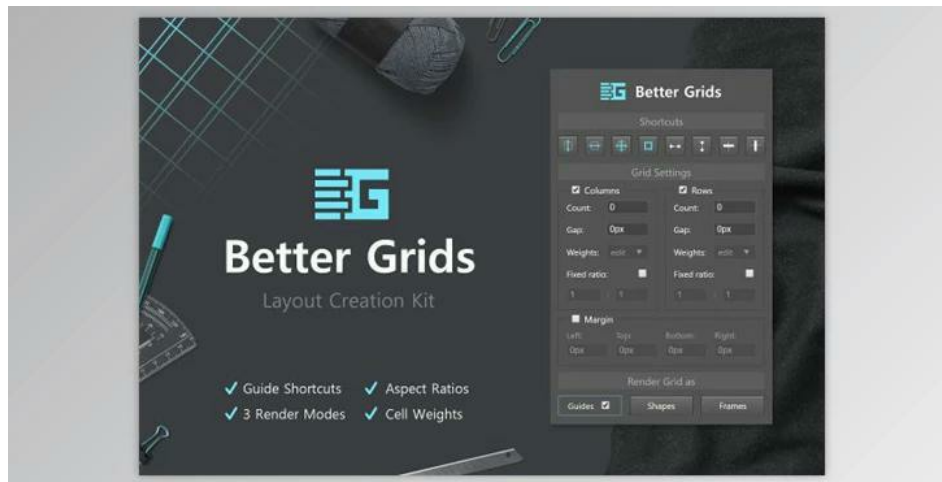 Better Grids
Layout Creation Kit
✓ Guide Shortcuts ✓ Aspect Ratios
✓ 3 Render Modes ✓ Cell Weights
Better Grids
Shortcuts
Grid Settings
Columns Rows
Count: 0 Count: 0
Gap: 0px Gap: 0px
Weights: edit Weights: edit
Fixed ratio: Fixed ratio:
1 : 1 1 : 1
Margin
Left: Top: Bottom: Right:
0px 0px 0px 0px
Render Grid as
Guides Shapes Frames